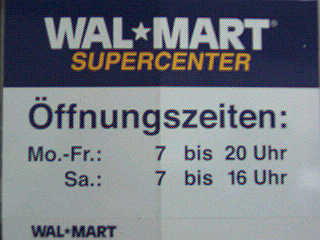 WAL★MART®
SUPERCENTER
Öffnungszeiten:
Mo.-Fr.: 7 bis 20 Uhr
Sa.: 7 bis 16 Uhr
WAL★MART